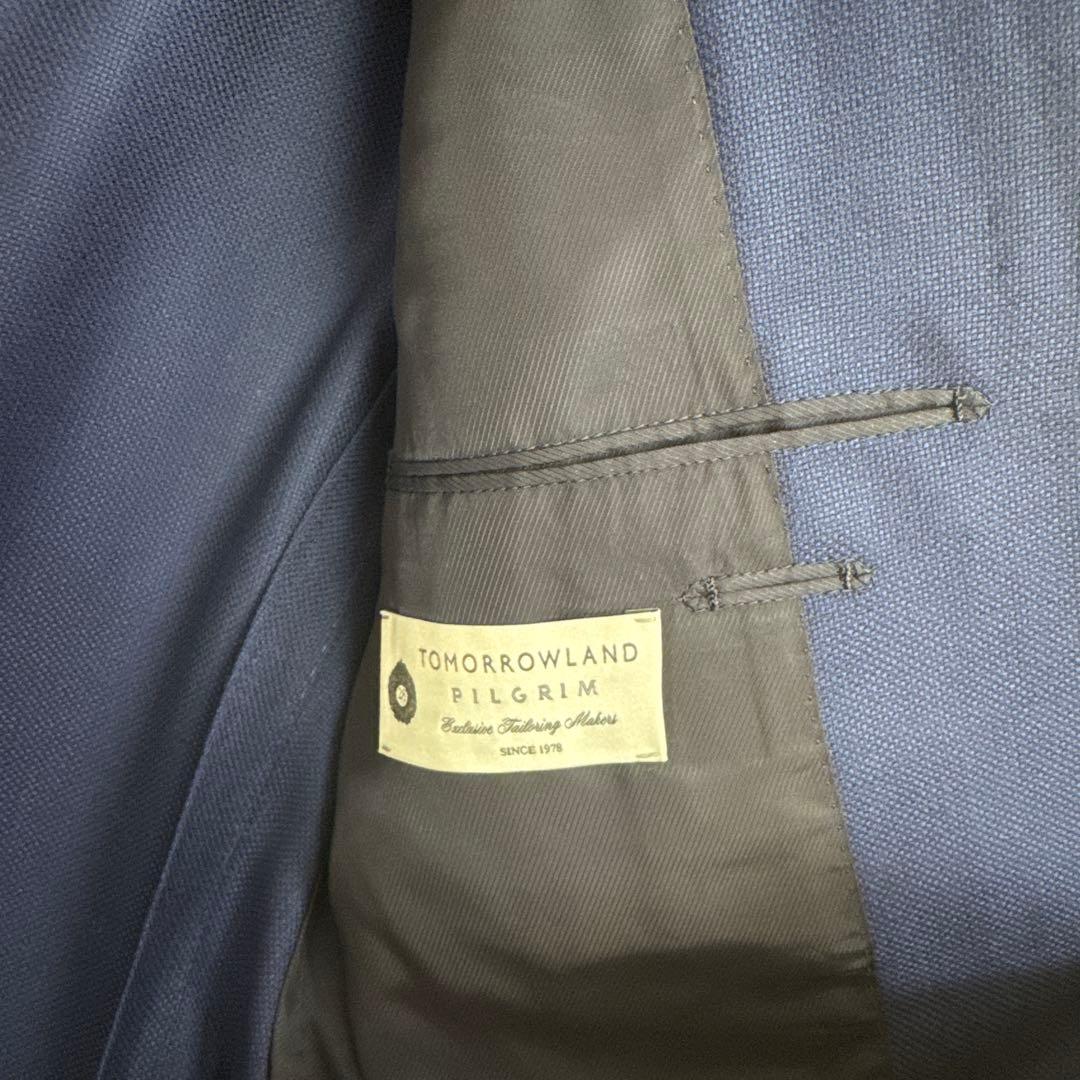 TOMORROWLAND
PILGRIM
Exclusive Tailoring Makers
SINCE 1978